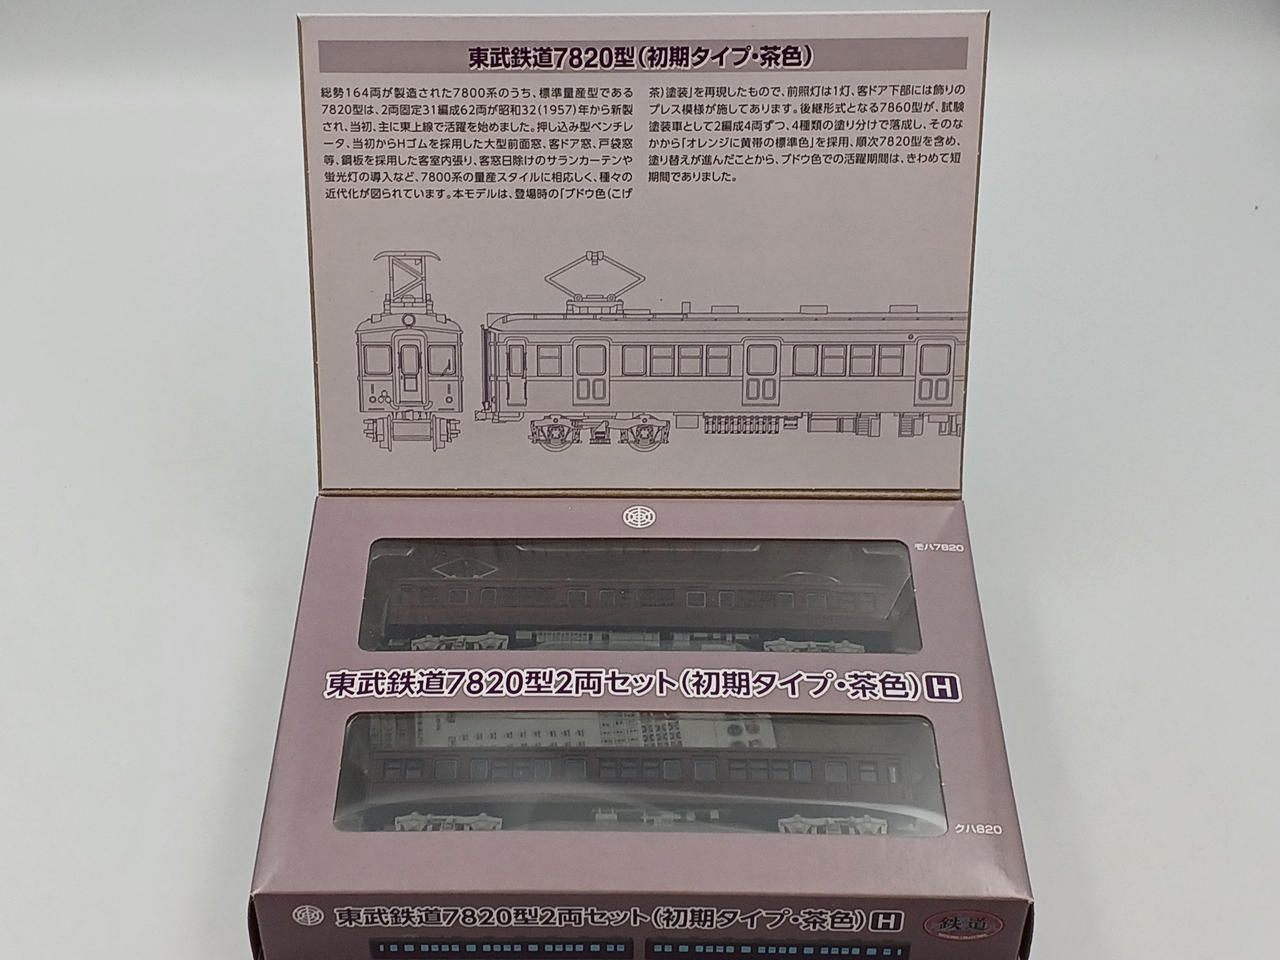 東武鉄道7820型(初期タイプ・茶色)
総勢164両が製造された7800系のうち、標準量産型である
7820型は、2両固定31編成62両が昭和32(1957)年から新製
され、当初、主に東上線で活躍を始めました。押し込み型ベンチレ
ータ、当初からHゴムを採用した大型前面窓、客ドア窓、戸袋窓
等、鋼板を採用した客室内張り、客窓日除けのサランカーテンや
蛍光灯の導入など、7800系の量産スタイルに相応しく、種々の
近代化が図られています。本モデルは、登場時の「ブドウ色(こげ
茶)塗装」を再現したもので、前照灯は1灯、客ドア下部には飾りの
プレス模様が施してあります。後継形式となる7860型が、試験
塗装車として2編成4両ずつ、4種類の塗り分けで落成し、そのな
かから「オレンジに黄帯の標準色」を採用、順次7820型を含め、
塗り替えが進んだことから、ブドウ色での活躍期間は、きわめて短
期間でありました。
モハ7820
東武鉄道7820型2両セット(初期タイプ・茶色) H
クハ820
東武鉄道7820型2両セット(初期タイプ・茶色) H
鉄道